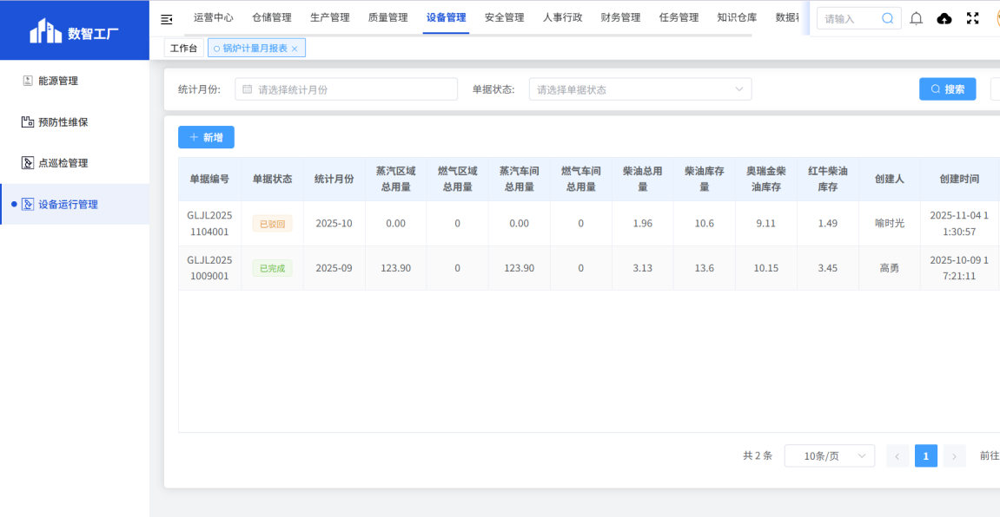 数智工厂
运营中心 仓储管理 生产管理 质量管理 设备管理 安全管理 人事行政 财务管理 任务管理 知识仓库 数据
请输入
工作台 锅炉计量月报表 ×
能源管理
预防性维保
点巡检管理
设备运行管理
统计月份: 请选择统计月份 单据状态: 请选择单据状态 搜索
+ 新增
单据编号 单据状态 统计月份 蒸汽区域总用量 燃气区域总用量 蒸汽车间总用量 燃气车间总用量 柴油总用量 柴油库存量 奥瑞金柴油库存 红牛柴油库存 创建人 创建时间
GLJL20251104001 已驳回 2025-10 0.00 0 0.00 0 1.96 10.6 9.11 1.49 喻时光 2025-11-04 11:30:57
GLJL20251009001 已完成 2025-09 123.90 0 123.90 0 3.13 13.6 10.15 3.45 高勇 2025-10-09 17:21:11
共 2 条 10条/页 < 1 > 前往